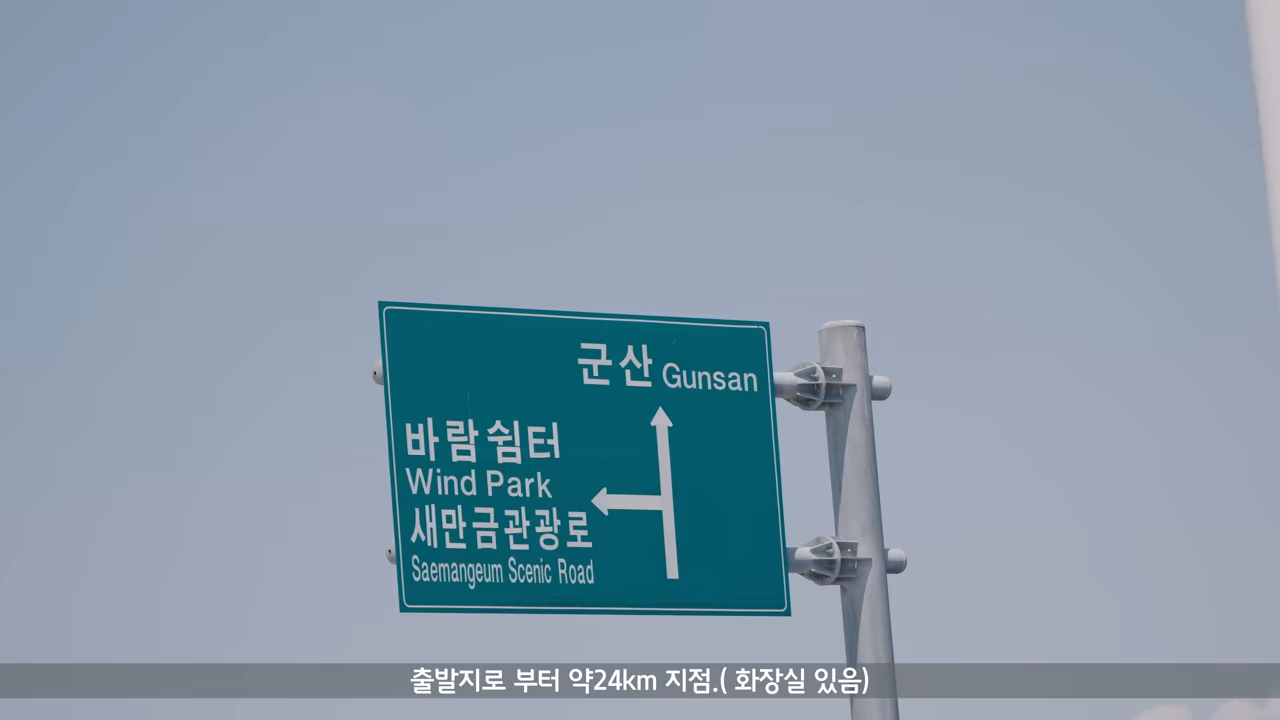 군산 Gunsan
바람쉼터
Wind Park
새만금관광로
Saemangeum Scenic Road
출발지로 부터 약24km 지점.( 화장실 있음)